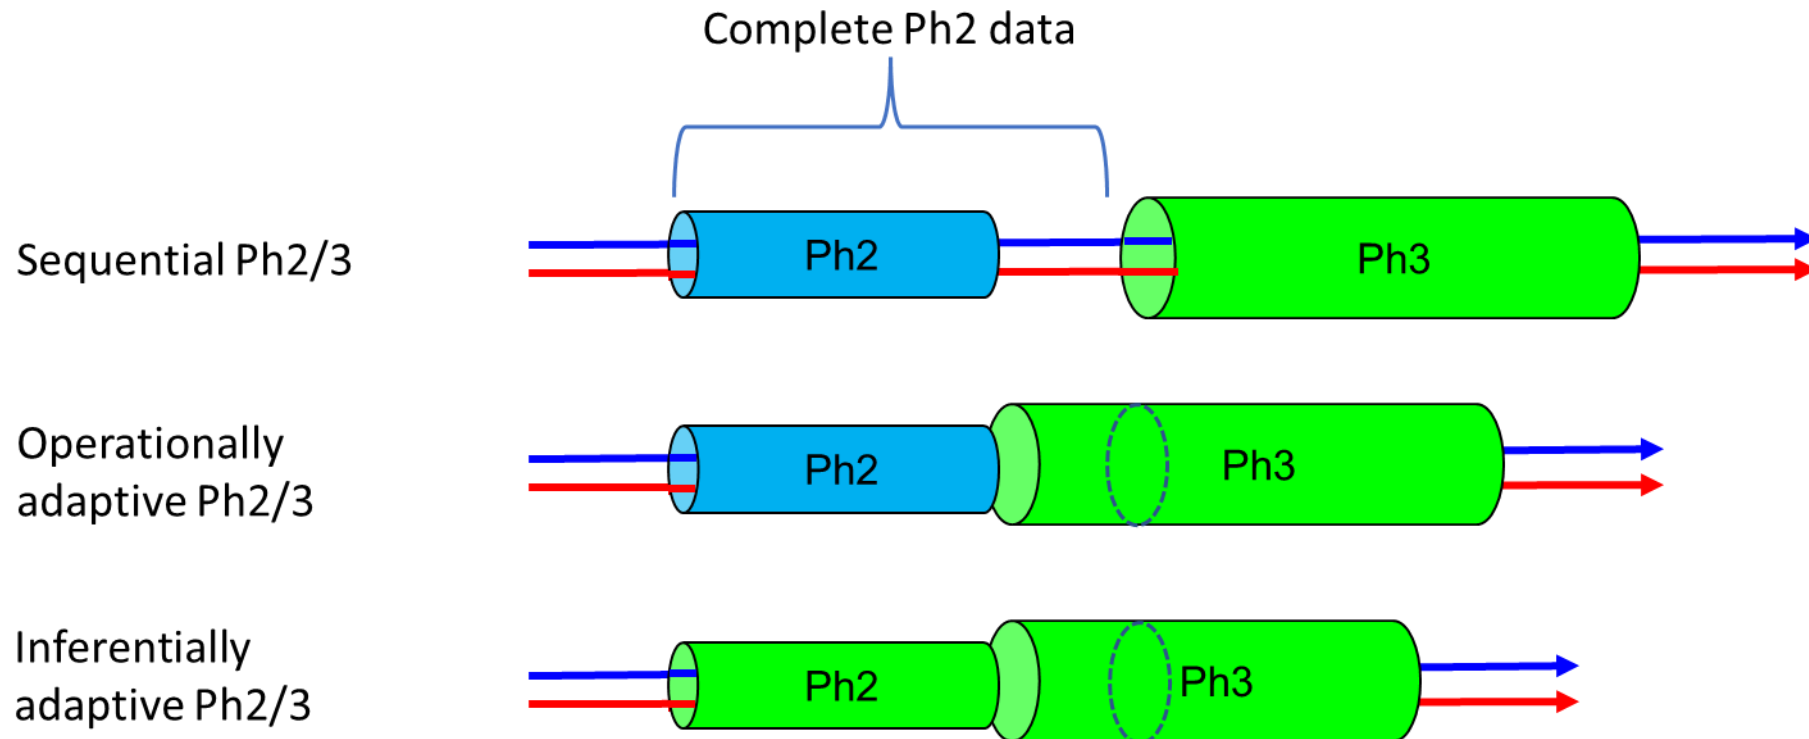 Complete Ph2 data
Sequential Ph2/3
Ph2
Ph3
Operationally
adaptive Ph2/3
Ph2
Ph3
Inferentially
adaptive Ph2/3
Ph2
Ph3